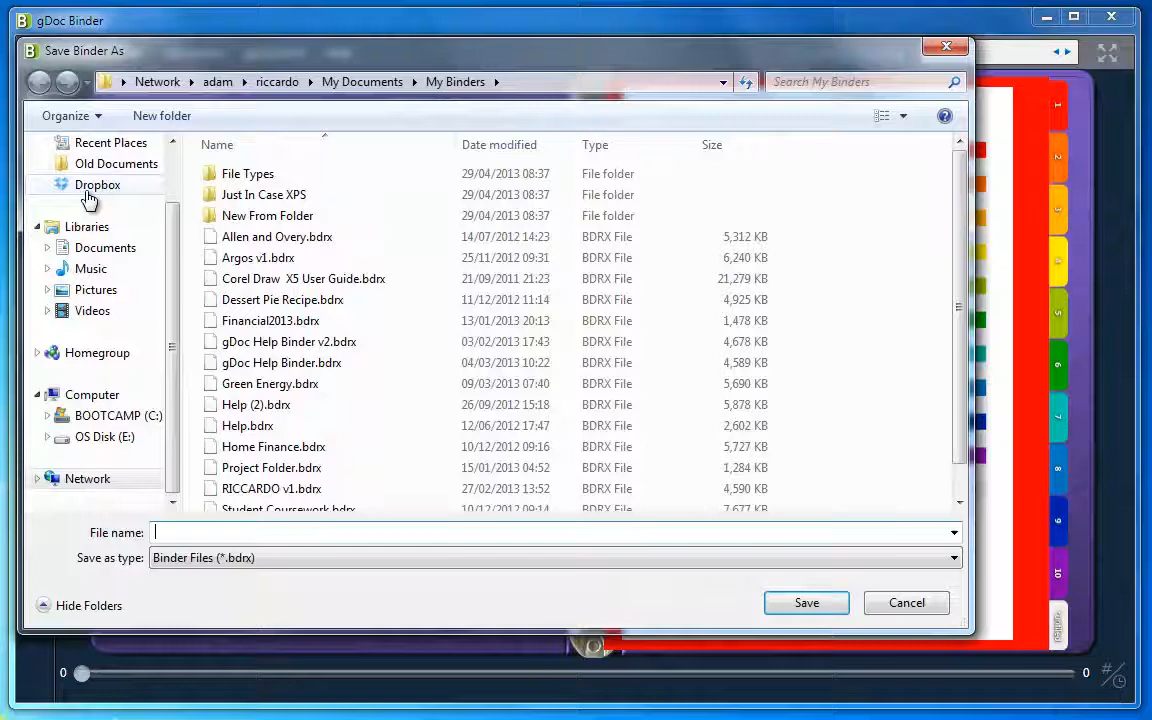 gDoc Binder
Save Binder As
Network adam riccardo My Documents My Binders
Search My Binders
Organize New folder
Name Date modified Type Size
Recent Places
Old Documents
Dropbox
Libraries
Documents
Music
Pictures
Videos
Homegroup
Computer
BOOTCAMP (C:)
OS Disk (E:)
Network
File Types 29/04/2013 08:37 File folder
Just In Case XPS 29/04/2013 08:37 File folder
New From Folder 29/04/2013 08:37 File folder
Allen and Overy.bdrx 14/07/2012 14:23 BDRX File 5,312 KB
Argos v1.bdrx 25/11/2012 09:31 BDRX File 6,240 KB
Corel Draw X5 User Guide.bdrx 21/09/2011 21:23 BDRX File 21,279 KB
Dessert Pie Recipe.bdrx 11/12/2012 11:14 BDRX File 4,925 KB
Financial2013.bdrx 13/01/2013 20:13 BDRX File 1,478 KB
gDoc Help Binder v2.bdrx 03/02/2013 17:43 BDRX File 4,678 KB
gDoc Help Binder.bdrx 04/03/2013 10:22 BDRX File 4,589 KB
Green Energy.bdrx 09/03/2013 07:40 BDRX File 5,690 KB
Help (2).bdrx 26/09/2012 15:18 BDRX File 5,878 KB
Help.bdrx 12/06/2012 17:47 BDRX File 2,602 KB
Home Finance.bdrx 10/12/2012 09:16 BDRX File 5,727 KB
Project Folder.bdrx 15/01/2013 04:52 BDRX File 1,284 KB
RICCARDO v1.bdrx 27/02/2013 13:52 BDRX File 4,590 KB
Student Coursework.bdrx 10/12/2012 09:14 BDRX File 7,677 KB
File name:
Save as type: Binder Files (*.bdrx)
Hide Folders
Save Cancel
1
2
3
4
5
6
7
8
9
10
0 0